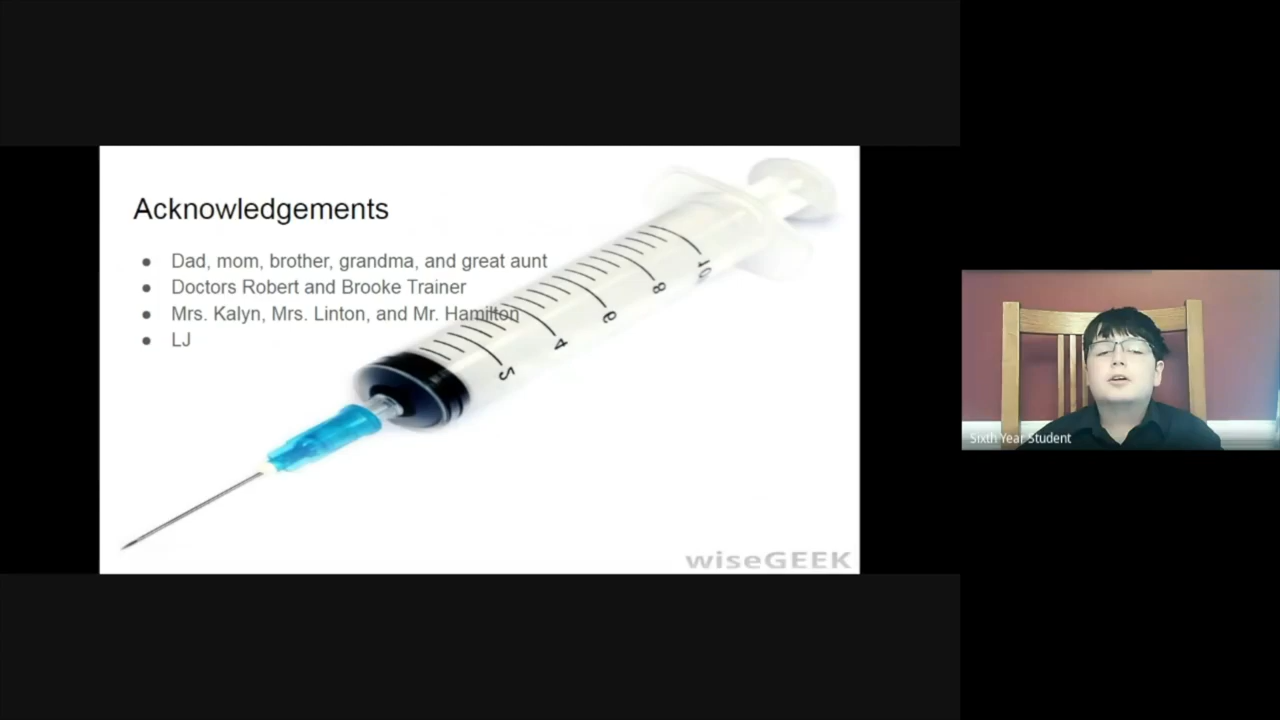 Acknowledgements
● Dad, mom, brother, grandma, and great aunt
● Doctors Robert and Brooke Trainer
● Mrs. Kalyn, Mrs. Linton, and Mr. Hamilton
● LJ
10
8
6
4
2
wiseGEEK
Sixth Year Student